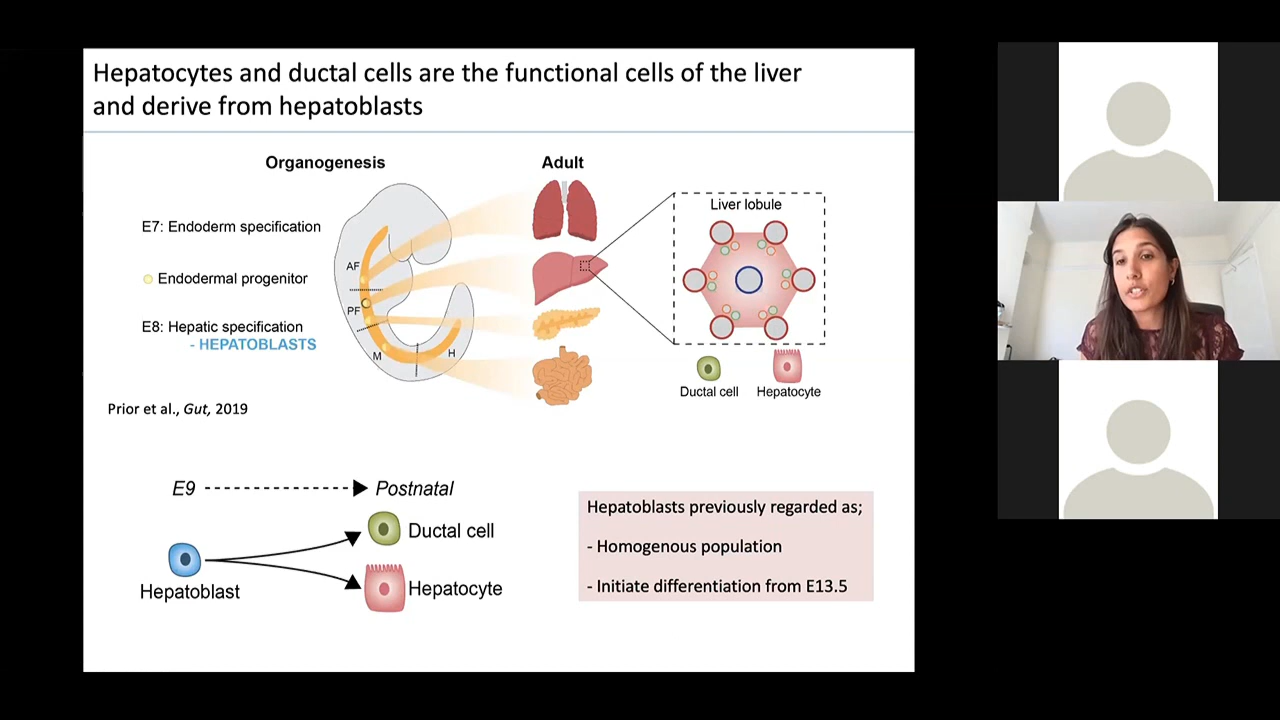 Hepatocytes and ductal cells are the functional cells of the liver
and derive from hepatoblasts
Organogenesis
Adult
E7: Endoderm specification
Endodermal progenitor
E8: Hepatic specification
- HEPATOBLASTS
AF
PF
M
H
Liver lobule
Ductal cell
Hepatocyte
Prior et al., Gut, 2019
E9
Postnatal
Ductal cell
Hepatoblast
Hepatocyte
Hepatoblasts previously regarded as;
- Homogenous population
- Initiate differentiation from E13.5